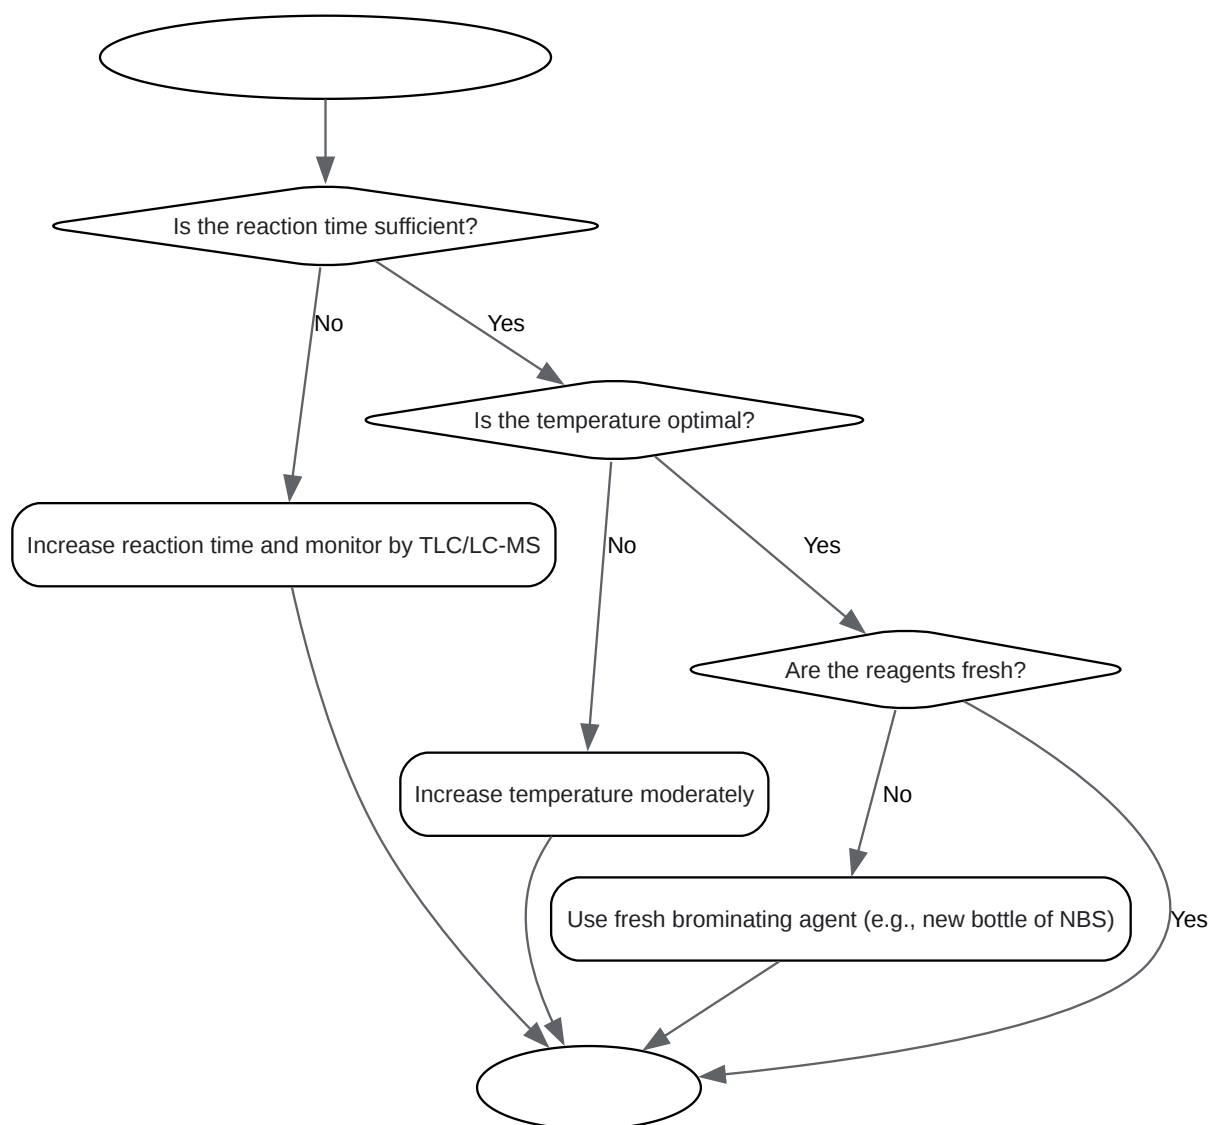 Is the reaction time sufficient?
No
Yes
Is the temperature optimal?
Increase reaction time and monitor by TLC/LC-MS
No
Yes
Are the reagents fresh?
Increase temperature moderately
No
Use fresh brominating agent (e.g., new bottle of NBS)
Yes